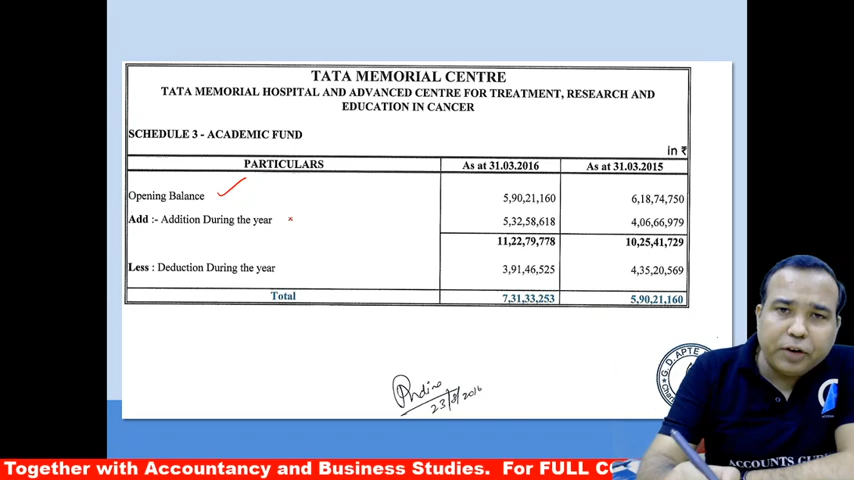 TATA MEMORIAL CENTRE
TATA MEMORIAL HOSPITAL AND ADVANCED CENTRE FOR TREATMENT, RESEARCH AND
EDUCATION IN CANCER
SCHEDULE 3 - ACADEMIC FUND
in ₹
PARTICULARS As at 31.03.2016 As at 31.03.2015
Opening Balance 5,90,21,160 6,18,74,750
Add :- Addition During the year 5,32,58,618 4,06,66,979
11,22,79,778 10,25,41,729
Less : Deduction During the year 3,91,46,525 4,35,20,569
Total 7,31,33,253 5,90,21,160
23/8/2016
G. D. APTE
ACCOUNTS
Together with Accountancy and Business Studies. For FULL